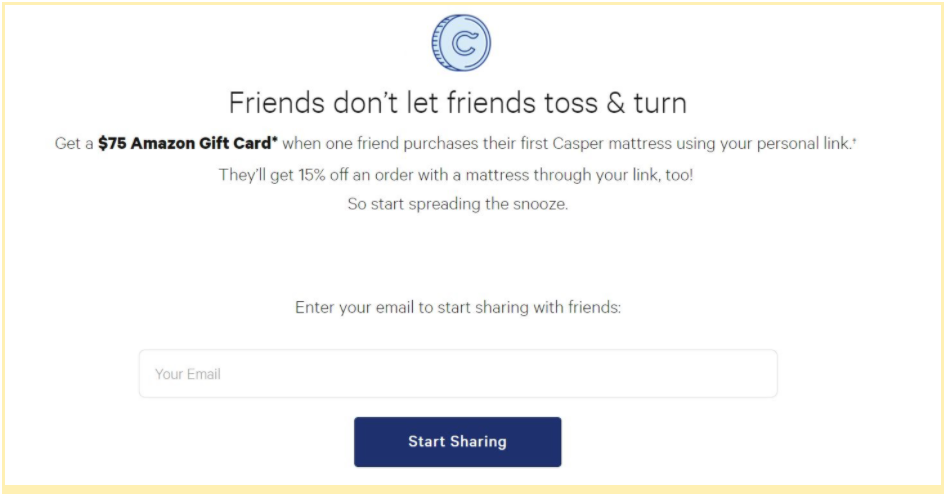 C
Friends don’t let friends toss & turn
Get a $75 Amazon Gift Card* when one friend purchases their first Casper mattress using your personal link.†
They’ll get 15% off an order with a mattress through your link, too!
So start spreading the snooze.
Enter your email to start sharing with friends:
Your Email
Start Sharing